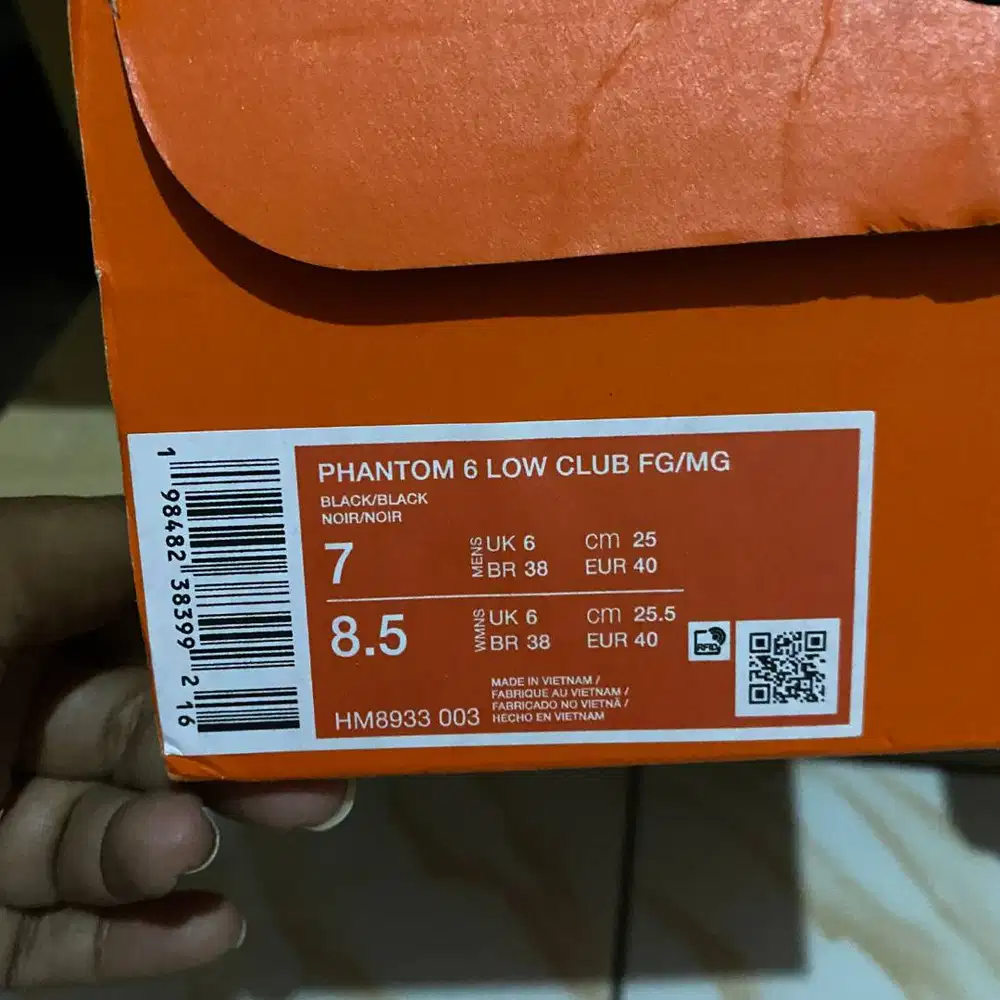 PHANTOM 6 LOW CLUB FG/MG
BLACK/BLACK
NOIR/NOIR
7
MENS
UK 6 cm 25
BR 38 EUR 40
8.5
WMNS
UK 6 cm 25.5
BR 38 EUR 40
RFID
MADE IN VIETNAM /
FABRIQUE AU VIETNAM /
FABRICADO NO VIETNÃ /
HECHO EN VIETNAM
HM8933 003
1 98482 38399 2 16